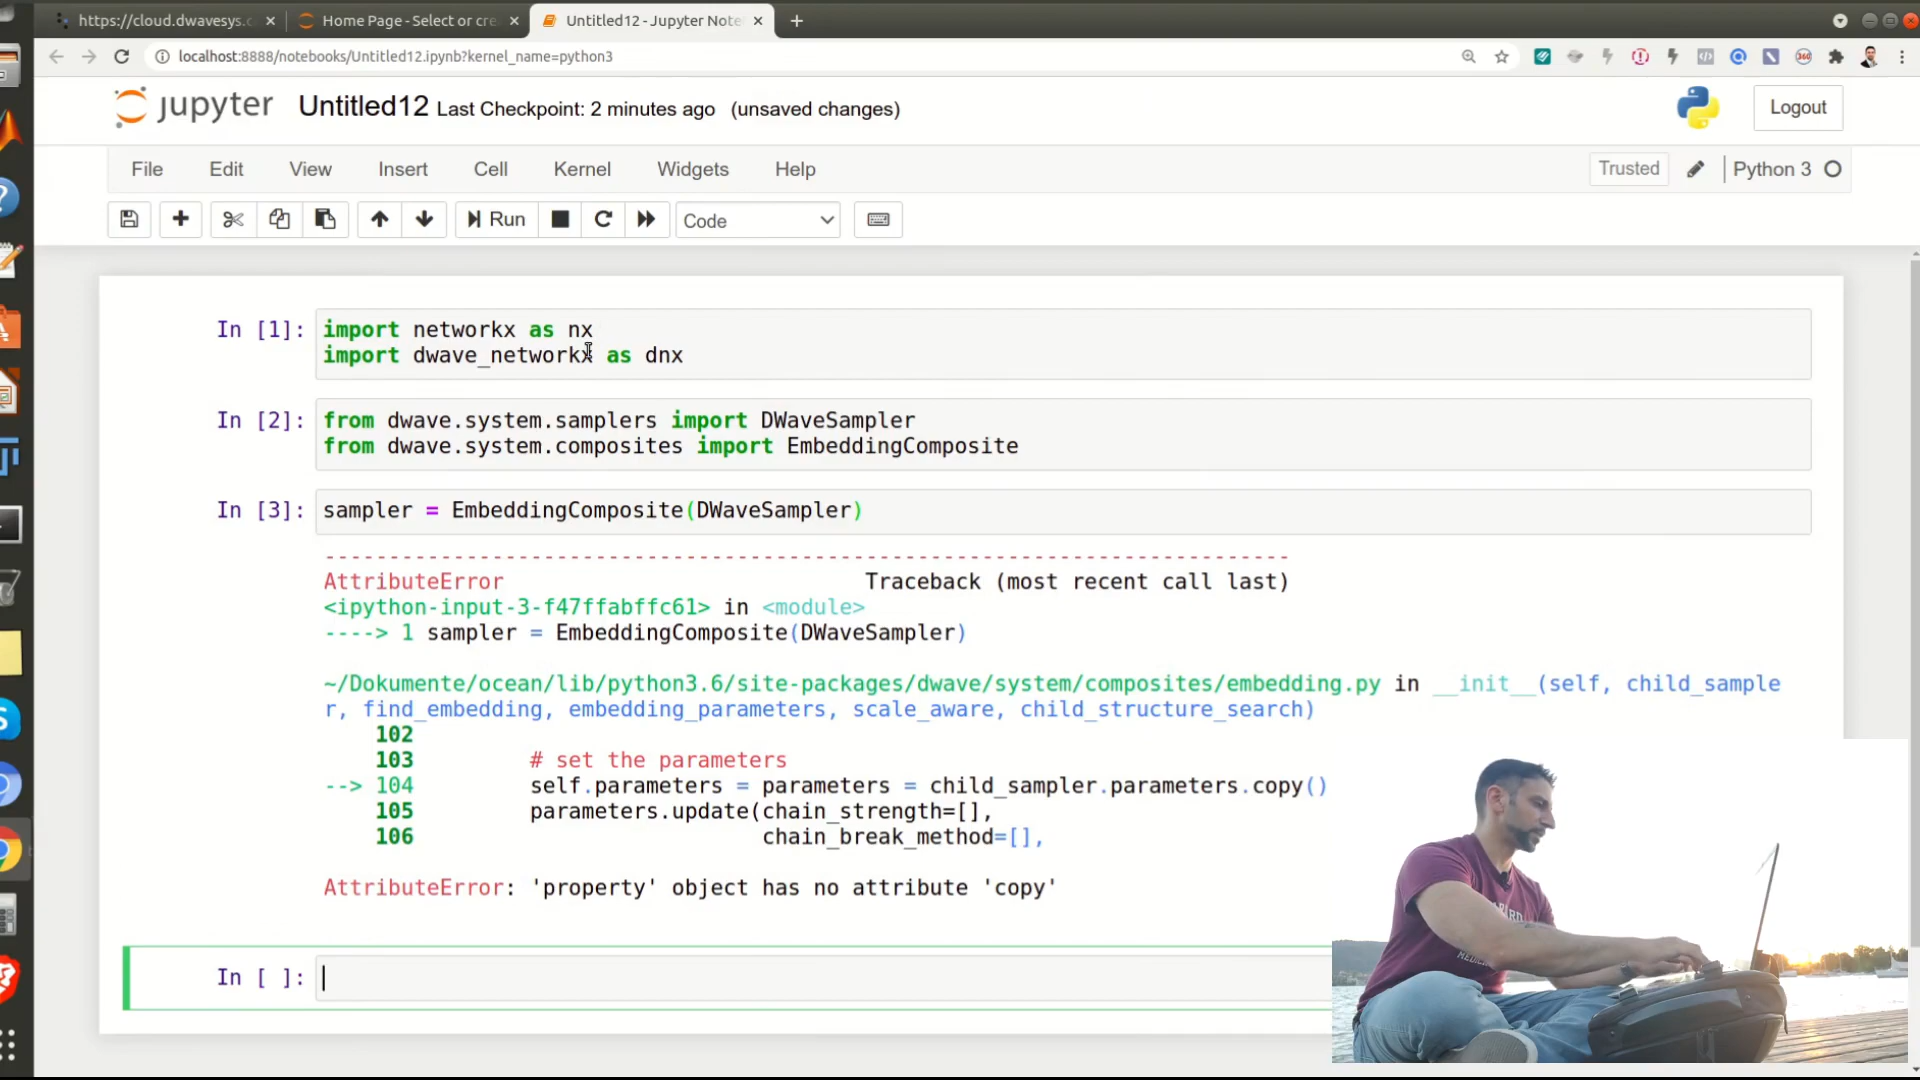 https://cloud.dwavesys.c
Home Page - Select or cre
Untitled12 - Jupyter Note
localhost:8888/notebooks/Untitled12.ipynb?kernel_name=python3
jupyter Untitled12 Last Checkpoint: 2 minutes ago (unsaved changes)
Logout
File Edit View Insert Cell Kernel Widgets Help
Trusted
Python 3
Run
Code
In [1]: import networkx as nx
import dwave_networkx as dnx
In [2]: from dwave.system.samplers import DWaveSampler
from dwave.system.composites import EmbeddingComposite
In [3]: sampler = EmbeddingComposite(DWaveSampler)
---------------------------------------------------------------------------
AttributeError Traceback (most recent call last)
<ipython-input-3-f47ffabffc61> in <module>
----> 1 sampler = EmbeddingComposite(DWaveSampler)
~/Dokumente/ocean/lib/python3.6/site-packages/dwave/system/composites/embedding.py in __init__(self, child_sample
r, find_embedding, embedding_parameters, scale_aware, child_structure_search)
102
103 # set the parameters
--> 104 self.parameters = parameters = child_sampler.parameters.copy()
105 parameters.update(chain_strength=[],
106 chain_break_method=[],
AttributeError: 'property' object has no attribute 'copy'
In [ ]: